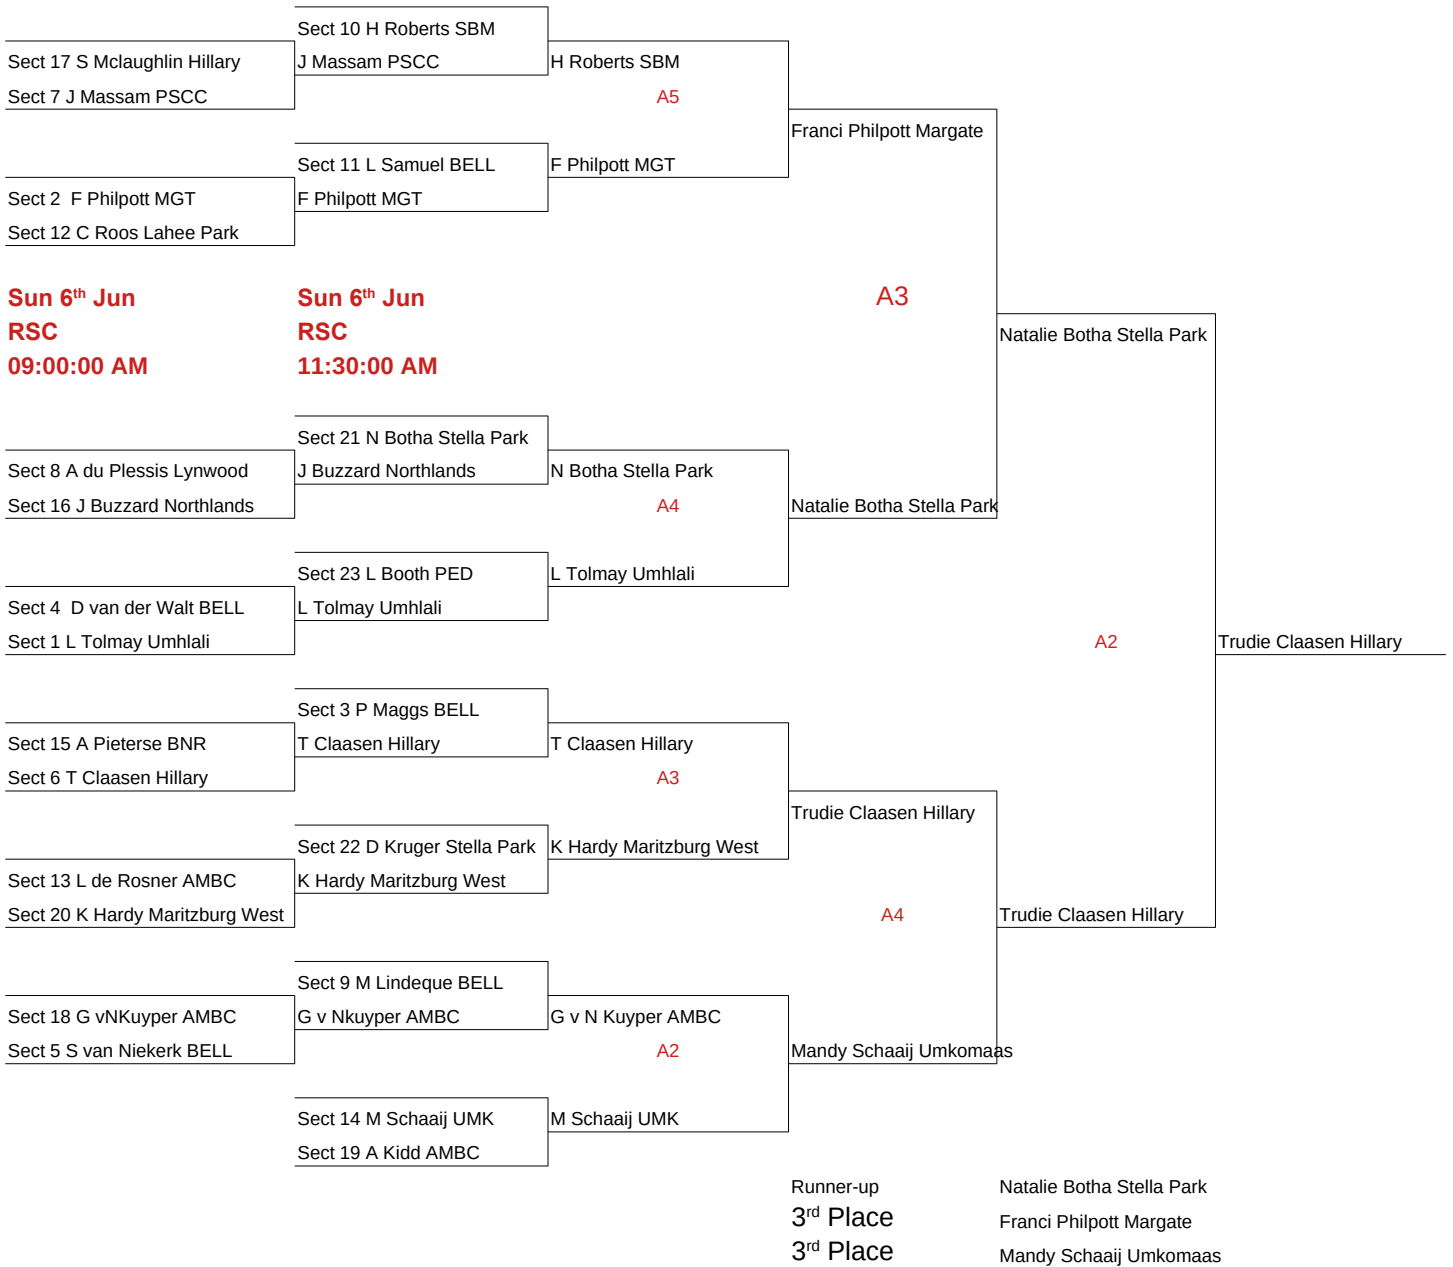 Sect 10 H Roberts SBM
Sect 17 S Mclaughlin Hillary J Massam PSCC H Roberts SBM
Sect 7 J Massam PSCC A5
Franci Philpott Margate
Sect 11 L Samuel BELL F Philpott MGT
Sect 2 F Philpott MGT F Philpott MGT
Sect 12 C Roos Lahee Park
Sun 6th Jun Sun 6th Jun A3
RSC RSC Natalie Botha Stella Park
09:00:00 AM 11:30:00 AM
Sect 21 N Botha Stella Park
Sect 8 A du Plessis Lynwood J Buzzard Northlands N Botha Stella Park
Sect 16 J Buzzard Northlands A4 Natalie Botha Stella Park
Sect 23 L Booth PED L Tolmay Umhlali
Sect 4 D van der Walt BELL L Tolmay Umhlali
Sect 1 L Tolmay Umhlali A2 Trudie Claasen Hillary
Sect 3 P Maggs BELL
Sect 15 A Pieterse BNR T Claasen Hillary T Claasen Hillary
Sect 6 T Claasen Hillary A3
Trudie Claasen Hillary
Sect 22 D Kruger Stella Park K Hardy Maritzburg West
Sect 13 L de Rosner AMBC K Hardy Maritzburg West
Sect 20 K Hardy Maritzburg West A4 Trudie Claasen Hillary
Sect 9 M Lindeque BELL
Sect 18 G vNKuyper AMBC G v Nkuyper AMBC G v N Kuyper AMBC
Sect 5 S van Niekerk BELL A2 Mandy Schaaij Umkomaas
Sect 14 M Schaaij UMK M Schaaij UMK
Sect 19 A Kidd AMBC
Runner-up Natalie Botha Stella Park
3rd Place Franci Philpott Margate
3rd Place Mandy Schaaij Umkomaas